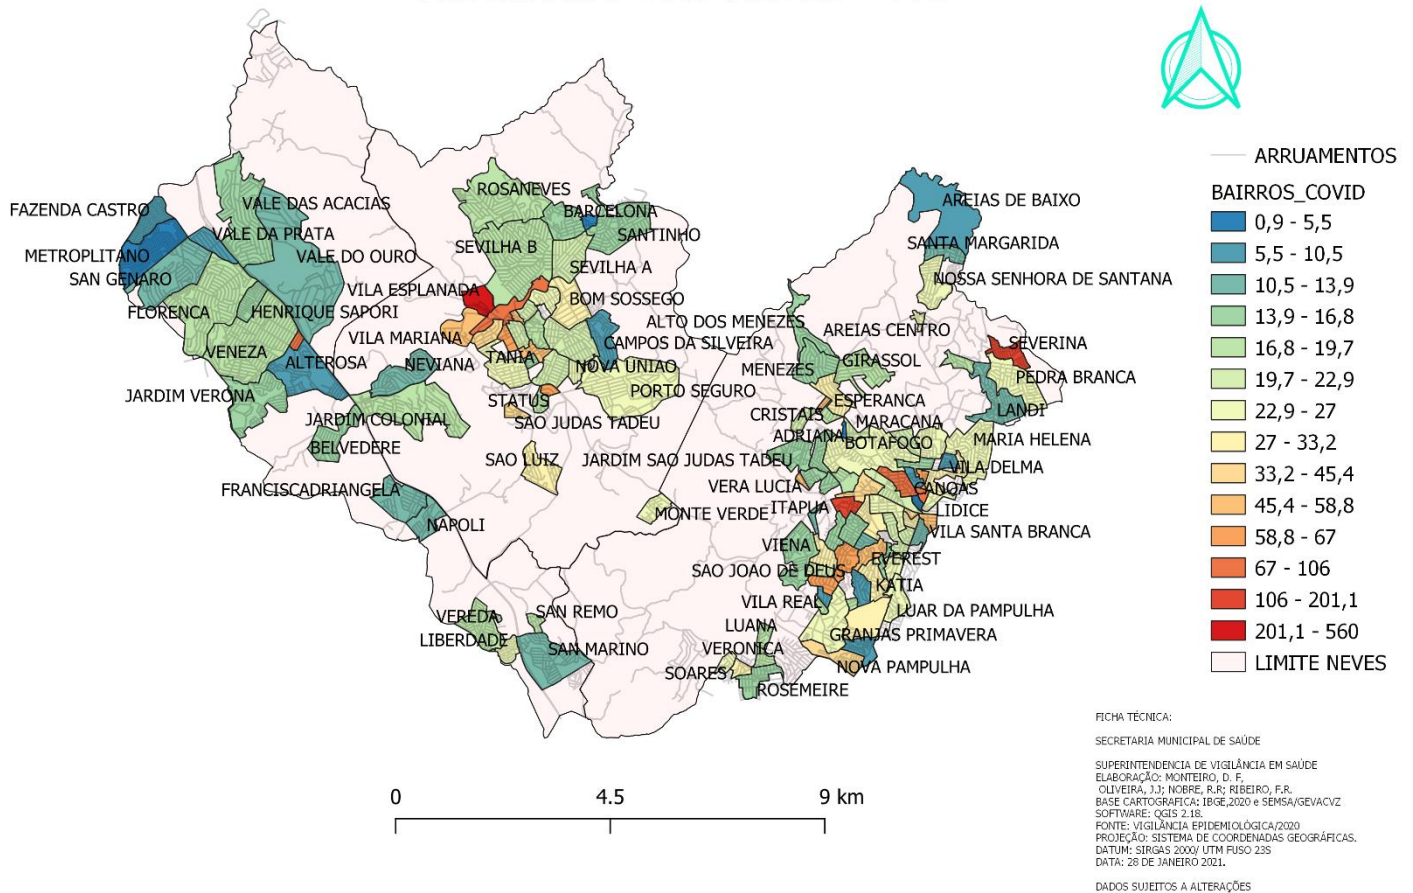 FAZENDA CASTRO
VALE DAS ACACIAS
METROPLITANO
VALE DA PRATA
SAN GENARO
VALE DO OURO
FLORENCA
HENRIQUE SAPORI
VENEZA
ALTEROSA
JARDIM VERONA
ROSANEVES
BARCELONA
SEVILHA B
SANTINHO
SEVILHA A
VILA ESPLANADA
BOM SOSSEGO
VILA MARIANA
ALTO DOS MENEZES
CAMPOS DA SILVEIRA
TANIA
NEVIANA
NOVA UNIAO
PORTO SEGURO
STATUS
SAO JUDAS TADEU
JARDIM COLONIAL
BELVEDERE
SAO LUIZ
JARDIM SAO JUDAS TADEU
FRANCISCADRIANGELA
NAPOLI
MONTE VERDE
VEREDA
SAN REMO
LIBERDADE
SAN MARINO
AREIAS DE BAIXO
SANTA MARGARIDA
NOSSA SENHORA DE SANTANA
AREIAS CENTRO
SEVERINA
MENEZES
GIRASSOL
PEDRA BRANCA
ESPERANCA
CRISTAIS
MARACANA
LANDI
ADRIANA
BOTAFOGO
MARIA HELENA
VILA DELMA
VERA LUCIA
CANOAS
ITAPUA
LIDICE
VILA SANTA BRANCA
VIENA
EVEREST
SAO JOAO DE DEUS
KATIA
VILA REAL
LUAR DA PAMPULHA
LUANA
GRANJAS PRIMAVERA
VERONICA
NOVA PAMPULHA
SOARES
ROSEMEIRE
0
4.5
9 km
ARRUAMENTOS
BAIRROS_COVID
0,9 - 5,5
5,5 - 10,5
10,5 - 13,9
13,9 - 16,8
16,8 - 19,7
19,7 - 22,9
22,9 - 27
27 - 33,2
33,2 - 45,4
45,4 - 58,8
58,8 - 67
67 - 106
106 - 201,1
201,1 - 560
LIMITE NEVES
FICHA TÉCNICA:
SECRETARIA MUNICIPAL DE SAÚDE
SUPERINTENDENCIA DE VIGILÂNCIA EM SAÚDE
ELABORAÇÃO: MONTEIRO, D. F,
OLIVEIRA, J.J; NOBRE, R.R; RIBEIRO, F.R.
BASE CARTOGRAFICA: IBGE,2020 e SEMSA/GEVACVZ
SOFTWARE: QGIS 2.18.
FONTE: VIGILÂNCIA EPIDEMIOLÓGICA/2020
PROJEÇÃO: SISTEMA DE COORDENADAS GEOGRÁFICAS.
DATUM: SIRGAS 2000/ UTM FUSO 23S
DATA: 28 DE JANEIRO 2021.
DADOS SUJEITOS A ALTERAÇÕES